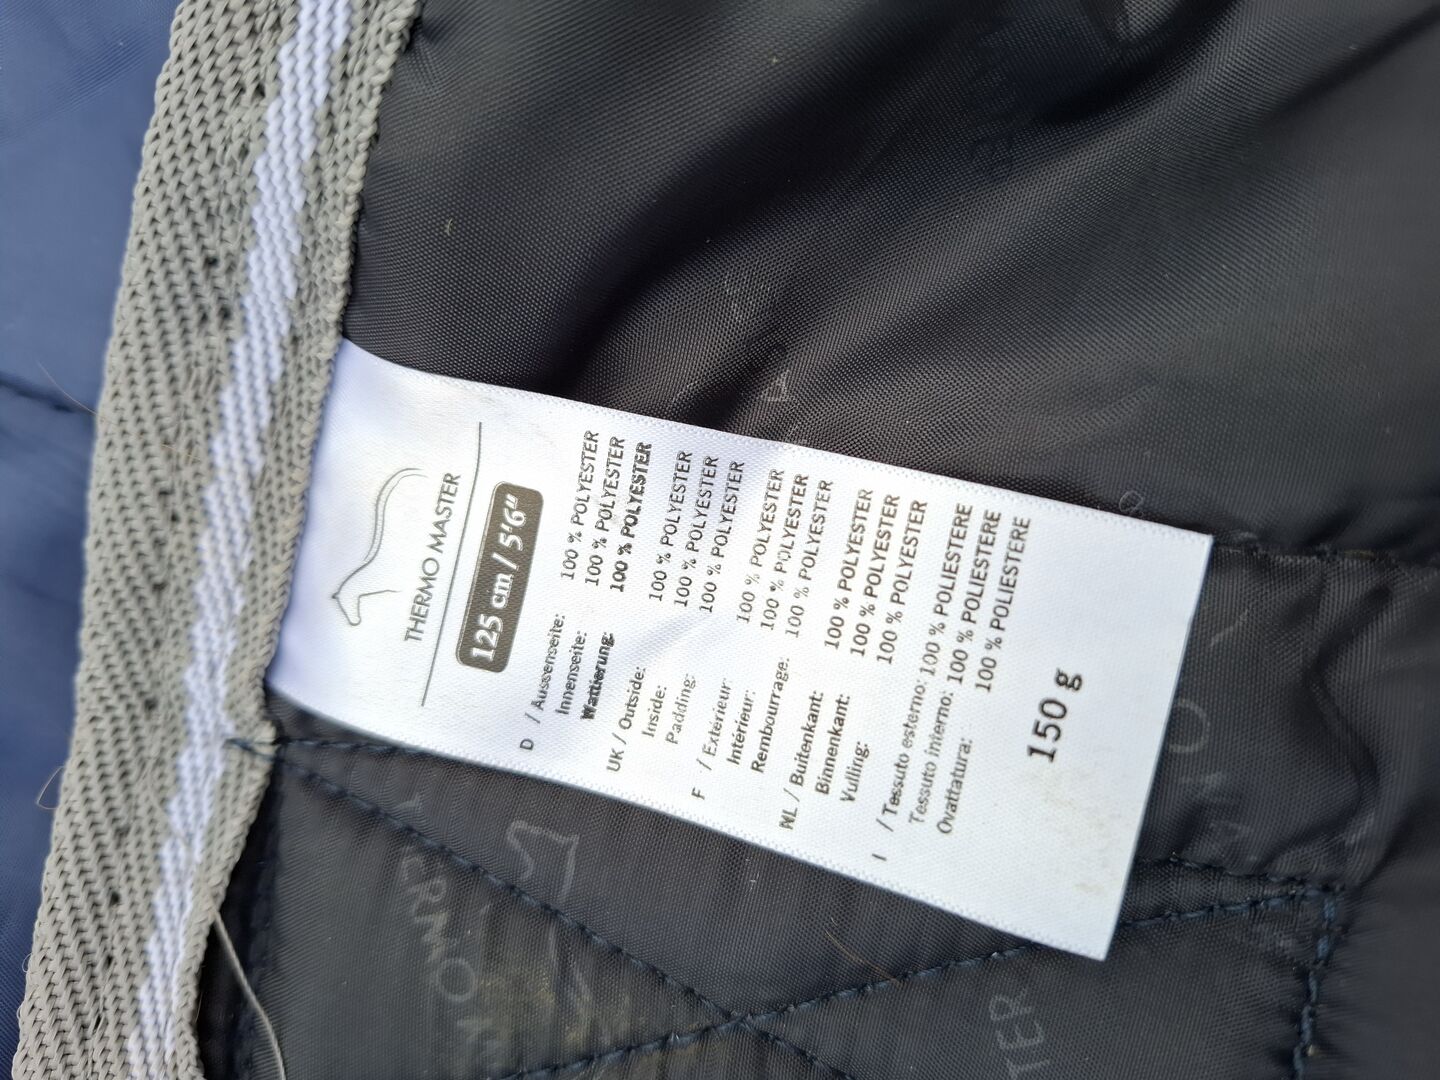 THERMO MASTER
125 cm / 5'6"
D / Aussenseite: 100 % POLYESTER
Innenseite: 100 % POLYESTER
Wattierung: 100 % POLYESTER
UK / Outside: 100 % POLYESTER
Inside: 100 % POLYESTER
Padding: 100 % POLYESTER
F / Extérieur: 100 % POLYESTER
Intérieur: 100 % POLYESTER
Rembourrage: 100 % POLYESTER
NL / Buitenkant: 100 % POLYESTER
Binnenkant: 100 % POLYESTER
Vulling: 100 % POLYESTER
I / Tessuto esterno: 100 % POLIESTERE
Tessuto interno: 100 % POLIESTERE
Ovattatura: 100 % POLIESTERE
150 g